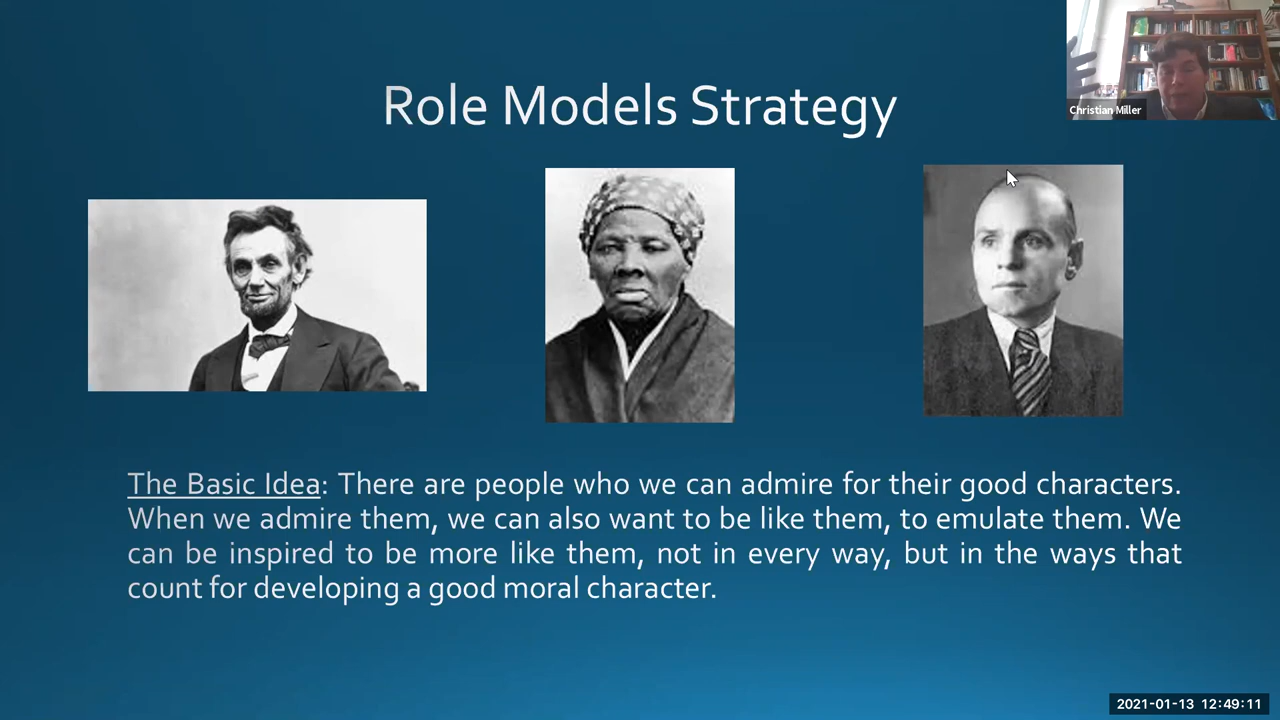 Christian Miller
Role Models Strategy
The Basic Idea: There are people who we can admire for their good characters.
When we admire them, we can also want to be like them, to emulate them. We
can be inspired to be more like them, not in every way, but in the ways that
count for developing a good moral character.
2021-01-13 12:49:11